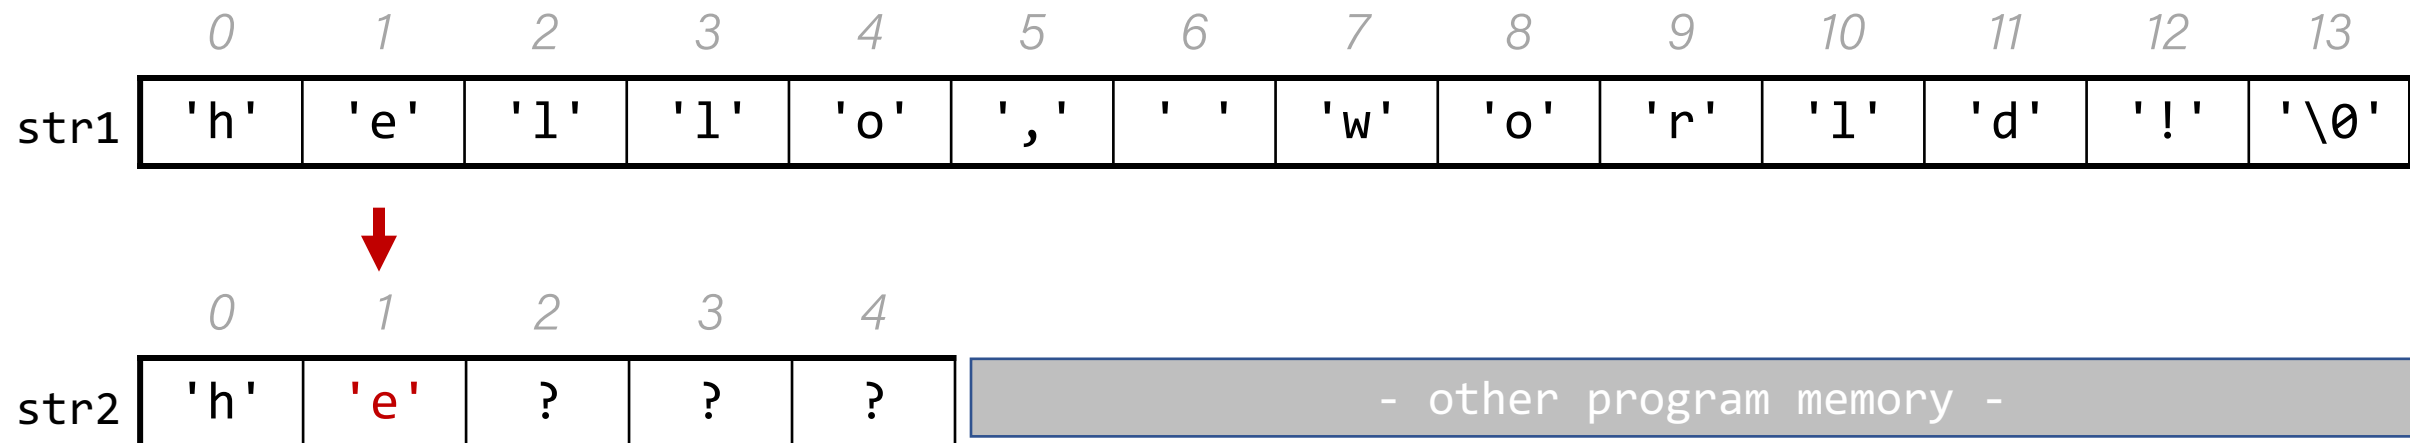 0 1 2 3 4 5 6 7 8 9 10 11 12 13
str1 'h' 'e' 'l' 'l' 'o' ',' ' ' 'w' 'o' 'r' 'l' 'd' '!' '\0'
0 1 2 3 4
str2 'h' 'e' ? ? ? - other program memory -